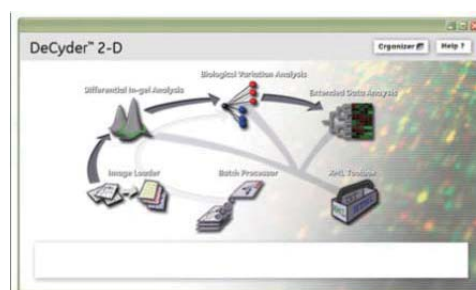 DeCyder™ 2-D
Organizer
Help ?
Biological Variation Analysis
Differential In-gel Analysis
Extended Data Analysis
Image Loader
Batch Processor
XML Toolbox